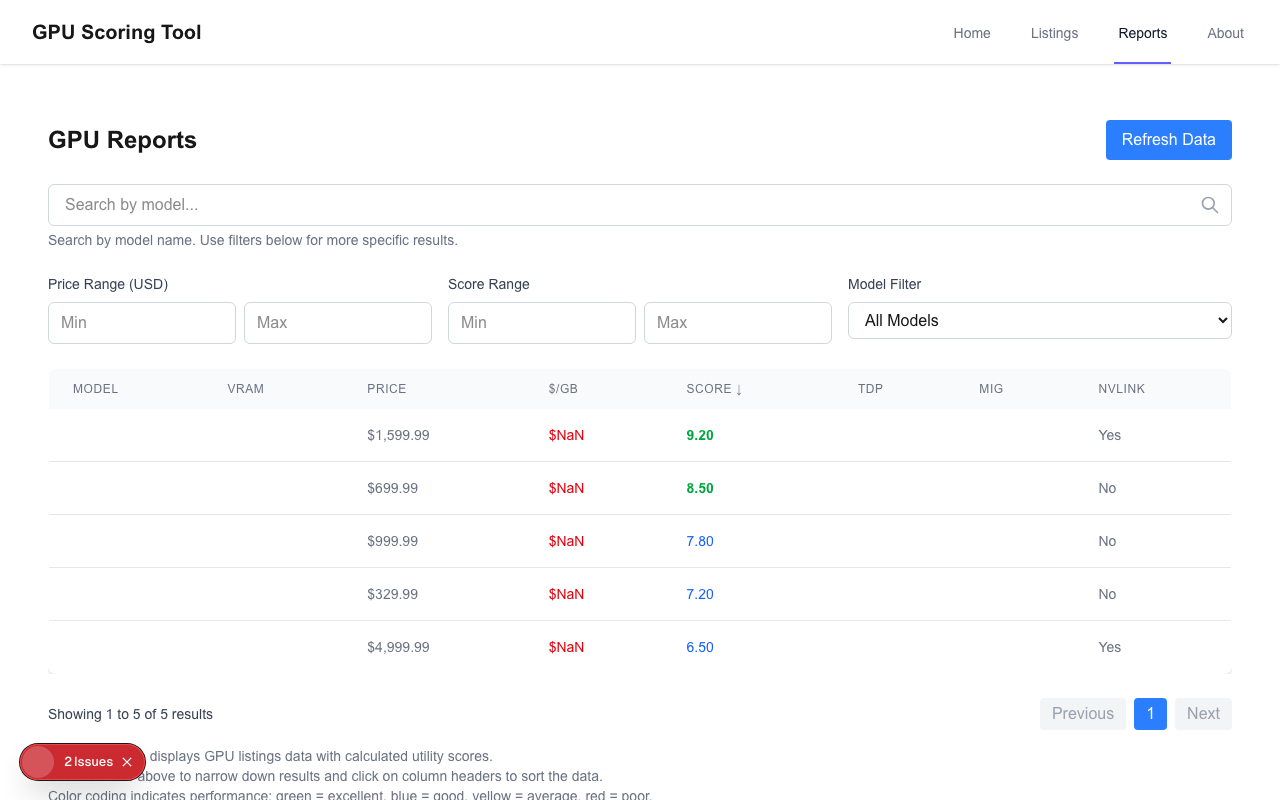 GPU Scoring Tool
Home Listings Reports About
GPU Reports
Refresh Data
Search by model...
Search by model name. Use filters below for more specific results.
Price Range (USD) Score Range Model Filter
Min Max Min Max All Models
MODEL VRAM PRICE $/GB SCORE ↓ TDP MIG NVLINK
$1,599.99 $NaN 9.20 Yes
$699.99 $NaN 8.50 No
$999.99 $NaN 7.80 No
$329.99 $NaN 7.20 No
$4,999.99 $NaN 6.50 Yes
Showing 1 to 5 of 5 results
Previous 1 Next
displays GPU listings data with calculated utility scores.
2 Issues
above to narrow down results and click on column headers to sort the data.
Color coding indicates performance: green = excellent, blue = good, yellow = average, red = poor.